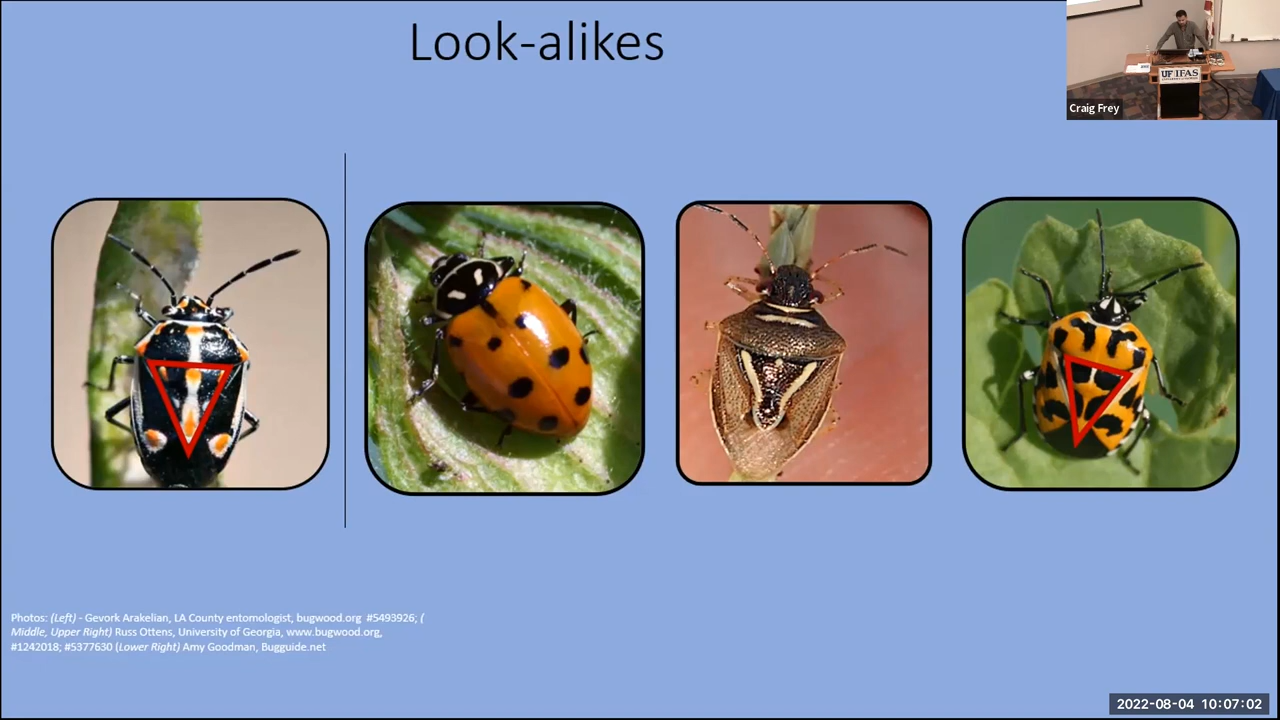 Look-alikes
UF IFAS
Craig Frey
Photos: (Left) - Gevork Arakelian, LA County entomologist, bugwood.org #5493926; (
Middle, Upper Right) Russ Ottens, University of Georgia, www.bugwood.org,
#1242018; #5377630 (Lower Right) Amy Goodman, Bugguide.net
2022-08-04 10:07:02